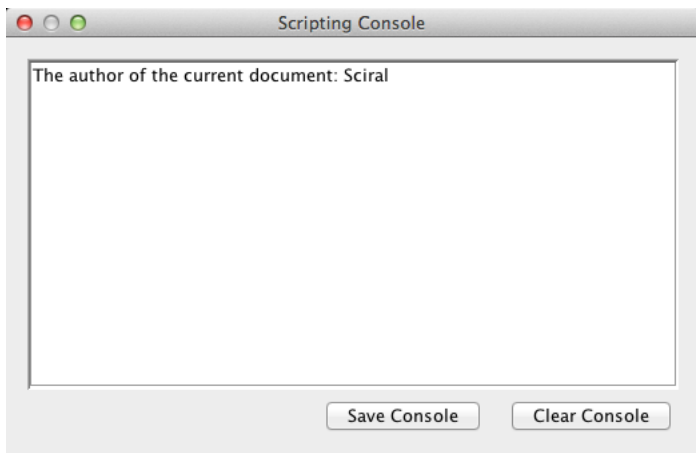 Scripting Console
The author of the current document: Sciral
Save Console
Clear Console